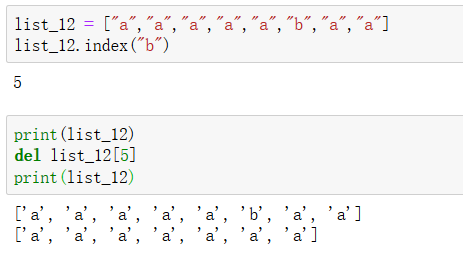 list_12 = ["a","a","a","a","a","b","a","a"]
list_12.index("b")
5
print(list_12)
del list_12[5]
print(list_12)
['a', 'a', 'a', 'a', 'a', 'b', 'a', 'a']
['a', 'a', 'a', 'a', 'a', 'a', 'a']